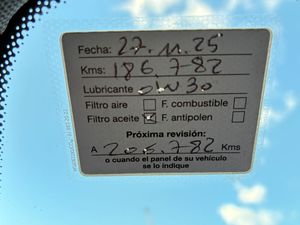 Fecha: 27.11.25
Kms: 186.782
Lubricante 0W30
Filtro aire F. combustible
Filtro aceite F. antipolen
Próxima revisión:
A 206.782 Kms
o cuando el panel de su vehículo
se lo indique